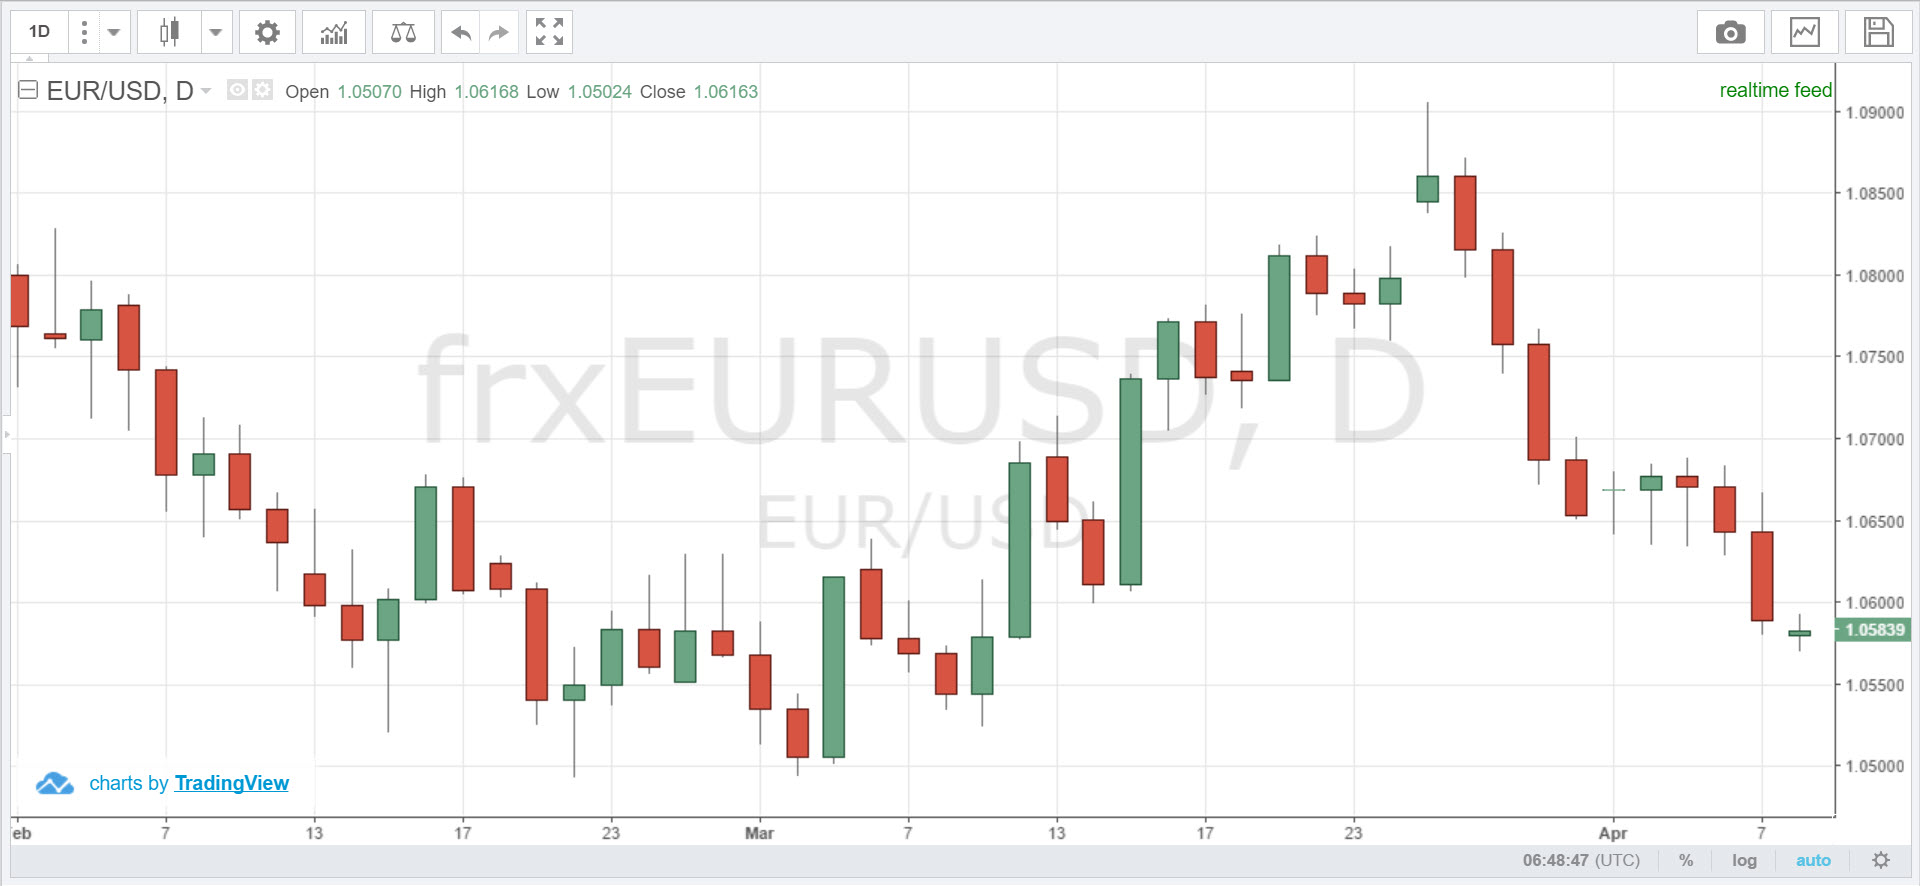 1D
EUR/USD, D Open 1.05070 High 1.06168 Low 1.05024 Close 1.06163
realtime feed
1.09000
1.08500
1.08000
1.07500
1.07000
1.06500
1.06000
1.05839
1.05500
1.05000
frxEURUSD, D
EUR/USD
charts by TradingView
eb 7 13 17 23 Mar 7 13 17 23 Apr 7
06:48:47 (UTC) % log auto